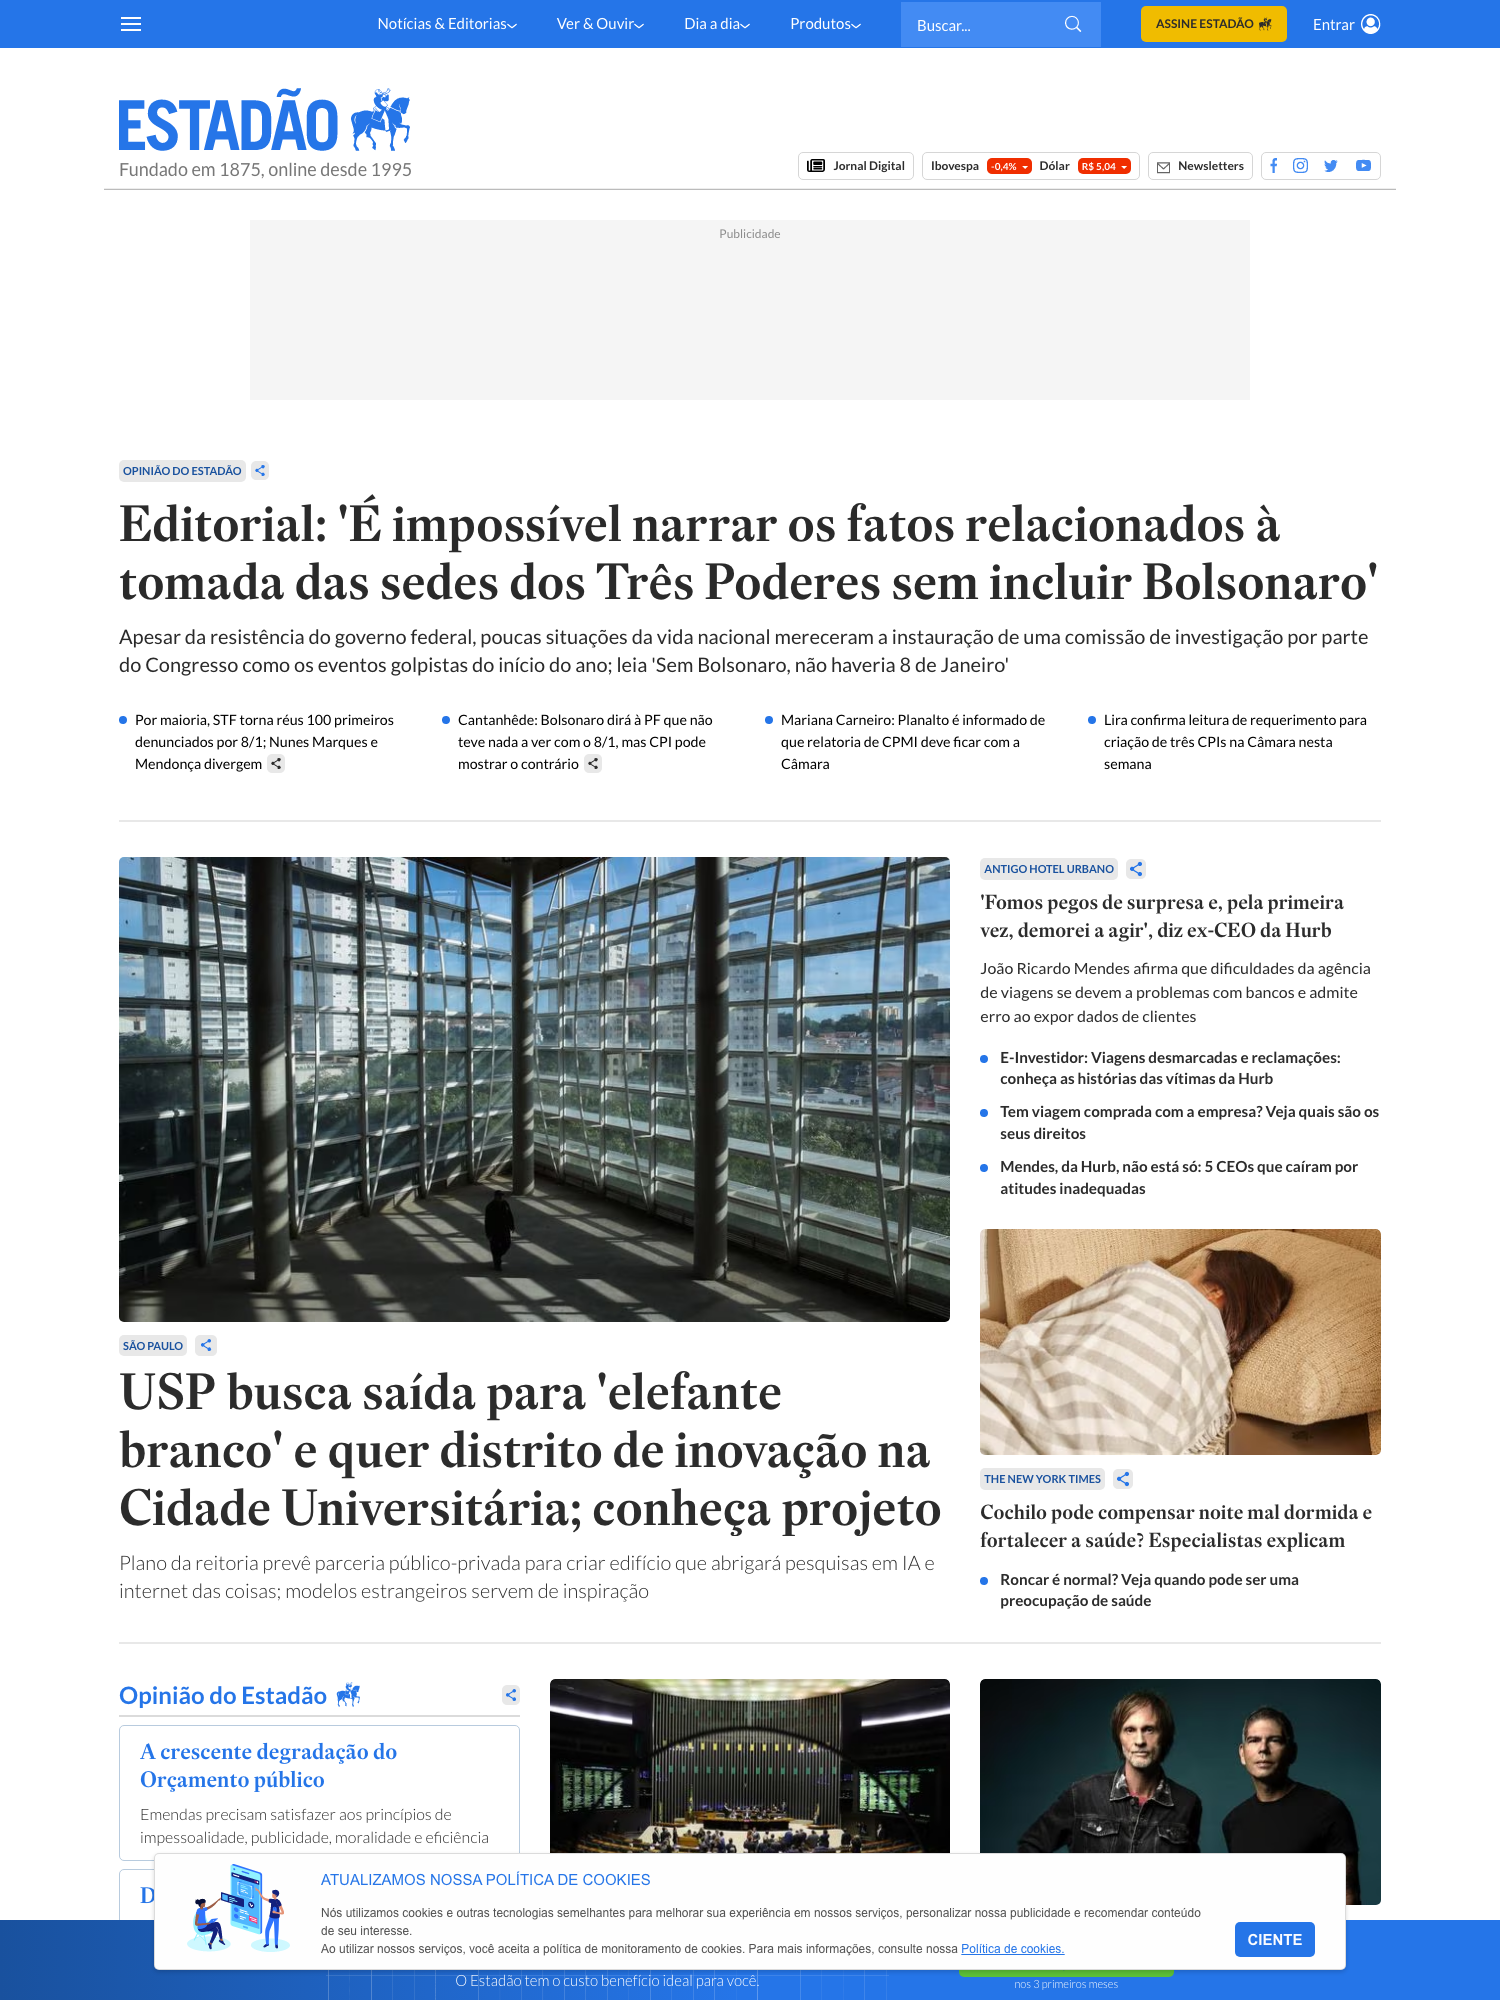 Notícias & Editorias
Ver & Ouvir
Dia a dia
Produtos
Buscar...
ASSINE ESTADÃO
Entrar
ESTADÃO
Fundado em 1875, online desde 1995
Jornal Digital
Ibovespa -0,4% Dólar R$ 5,04
Newsletters
Publicidade
OPINIÃO DO ESTADÃO
Editorial: 'É impossível narrar os fatos relacionados à
tomada das sedes dos Três Poderes sem incluir Bolsonaro'
Apesar da resistência do governo federal, poucas situações da vida nacional mereceram a instauração de uma comissão de investigação por parte
do Congresso como os eventos golpistas do início do ano; leia 'Sem Bolsonaro, não haveria 8 de Janeiro'
Por maioria, STF torna réus 100 primeiros
denunciados por 8/1; Nunes Marques e
Mendonça divergem
Cantanhêde: Bolsonaro dirá à PF que não
teve nada a ver com o 8/1, mas CPI pode
mostrar o contrário
Mariana Carneiro: Planalto é informado de
que relatoria de CPMI deve ficar com a
Câmara
Lira confirma leitura de requerimento para
criação de três CPIs na Câmara nesta
semana
SÃO PAULO
USP busca saída para 'elefante
branco' e quer distrito de inovação na
Cidade Universitária; conheça projeto
Plano da reitoria prevê parceria público-privada para criar edifício que abrigará pesquisas em IA e
internet das coisas; modelos estrangeiros servem de inspiração
ANTIGO HOTEL URBANO
'Fomos pegos de surpresa e, pela primeira
vez, demorei a agir', diz ex-CEO da Hurb
João Ricardo Mendes afirma que dificuldades da agência
de viagens se devem a problemas com bancos e admite
erro ao expor dados de clientes
E-Investidor: Viagens desmarcadas e reclamações:
conheça as histórias das vítimas da Hurb
Tem viagem comprada com a empresa? Veja quais são os
seus direitos
Mendes, da Hurb, não está só: 5 CEOs que caíram por
atitudes inadequadas
THE NEW YORK TIMES
Cochilo pode compensar noite mal dormida e
fortalecer a saúde? Especialistas explicam
Roncar é normal? Veja quando pode ser uma
preocupação de saúde
Opinião do Estadão
A crescente degradação do
Orçamento público
Emendas precisam satisfazer aos princípios de
impessoalidade, publicidade, moralidade e eficiência
D
ATUALIZAMOS NOSSA POLÍTICA DE COOKIES
Nós utilizamos cookies e outras tecnologias semelhantes para melhorar sua experiência em nossos serviços, personalizar nossa publicidade e recomendar conteúdo
de seu interesse.
Ao utilizar nossos serviços, você aceita a política de monitoramento de cookies. Para mais informações, consulte nossa Política de cookies.
CIENTE
O Estadão tem o custo benefício ideal para você.
nos 3 primeiros meses